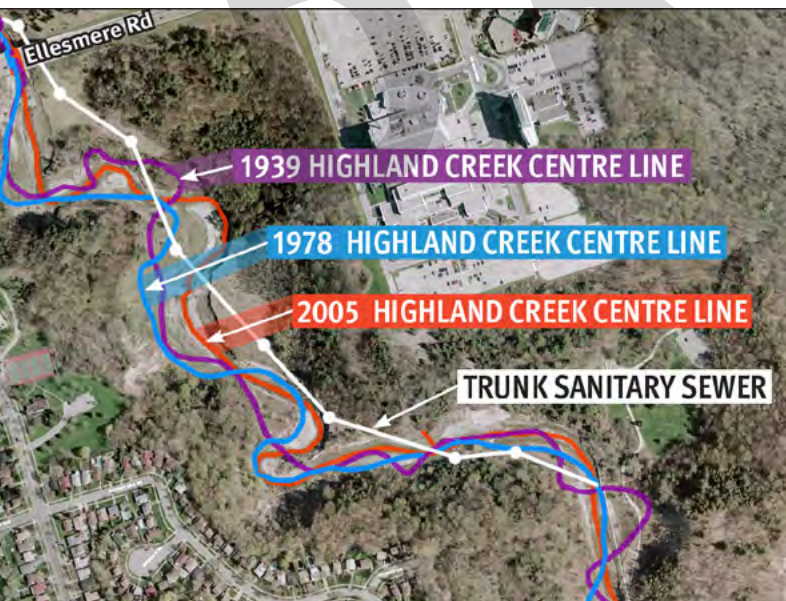 Ellesmere Rd
1939 HIGHLAND CREEK CENTRE LINE
1978 HIGHLAND CREEK CENTRE LINE
2005 HIGHLAND CREEK CENTRE LINE
TRUNK SANITARY SEWER